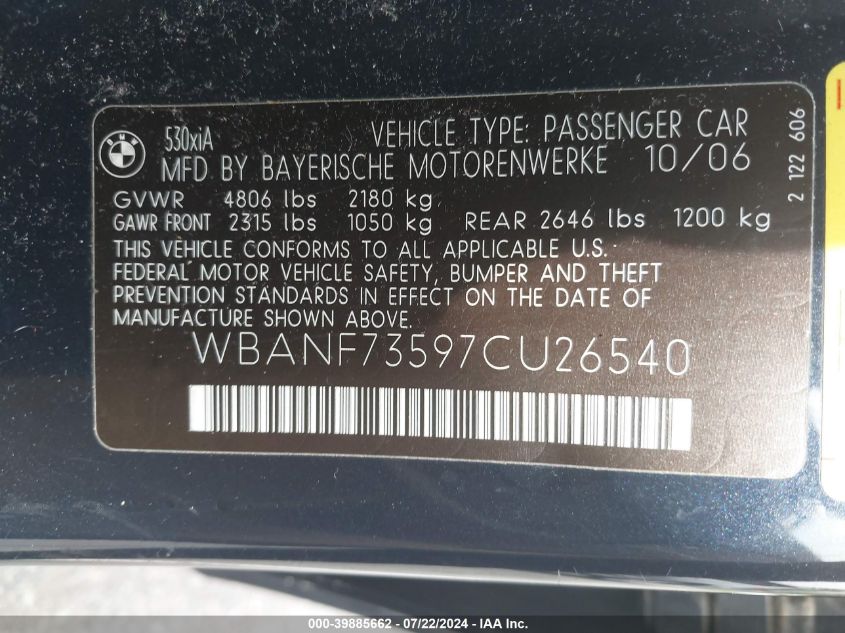 BMW
530xiA
VEHICLE TYPE: PASSENGER CAR
MFD BY BAYERISCHE MOTORENWERKE 10/06
GVWR 4806 lbs 2180 kg
GAWR FRONT 2315 lbs 1050 kg REAR 2646 lbs 1200 kg
THIS VEHICLE CONFORMS TO ALL APPLICABLE U.S.
FEDERAL MOTOR VEHICLE SAFETY, BUMPER AND THEFT
PREVENTION STANDARDS IN EFFECT ON THE DATE OF
MANUFACTURE SHOWN ABOVE.
WBANF73597CU26540
2 122 606
000-39885662 - 07/22/2024 - IAA, Inc.